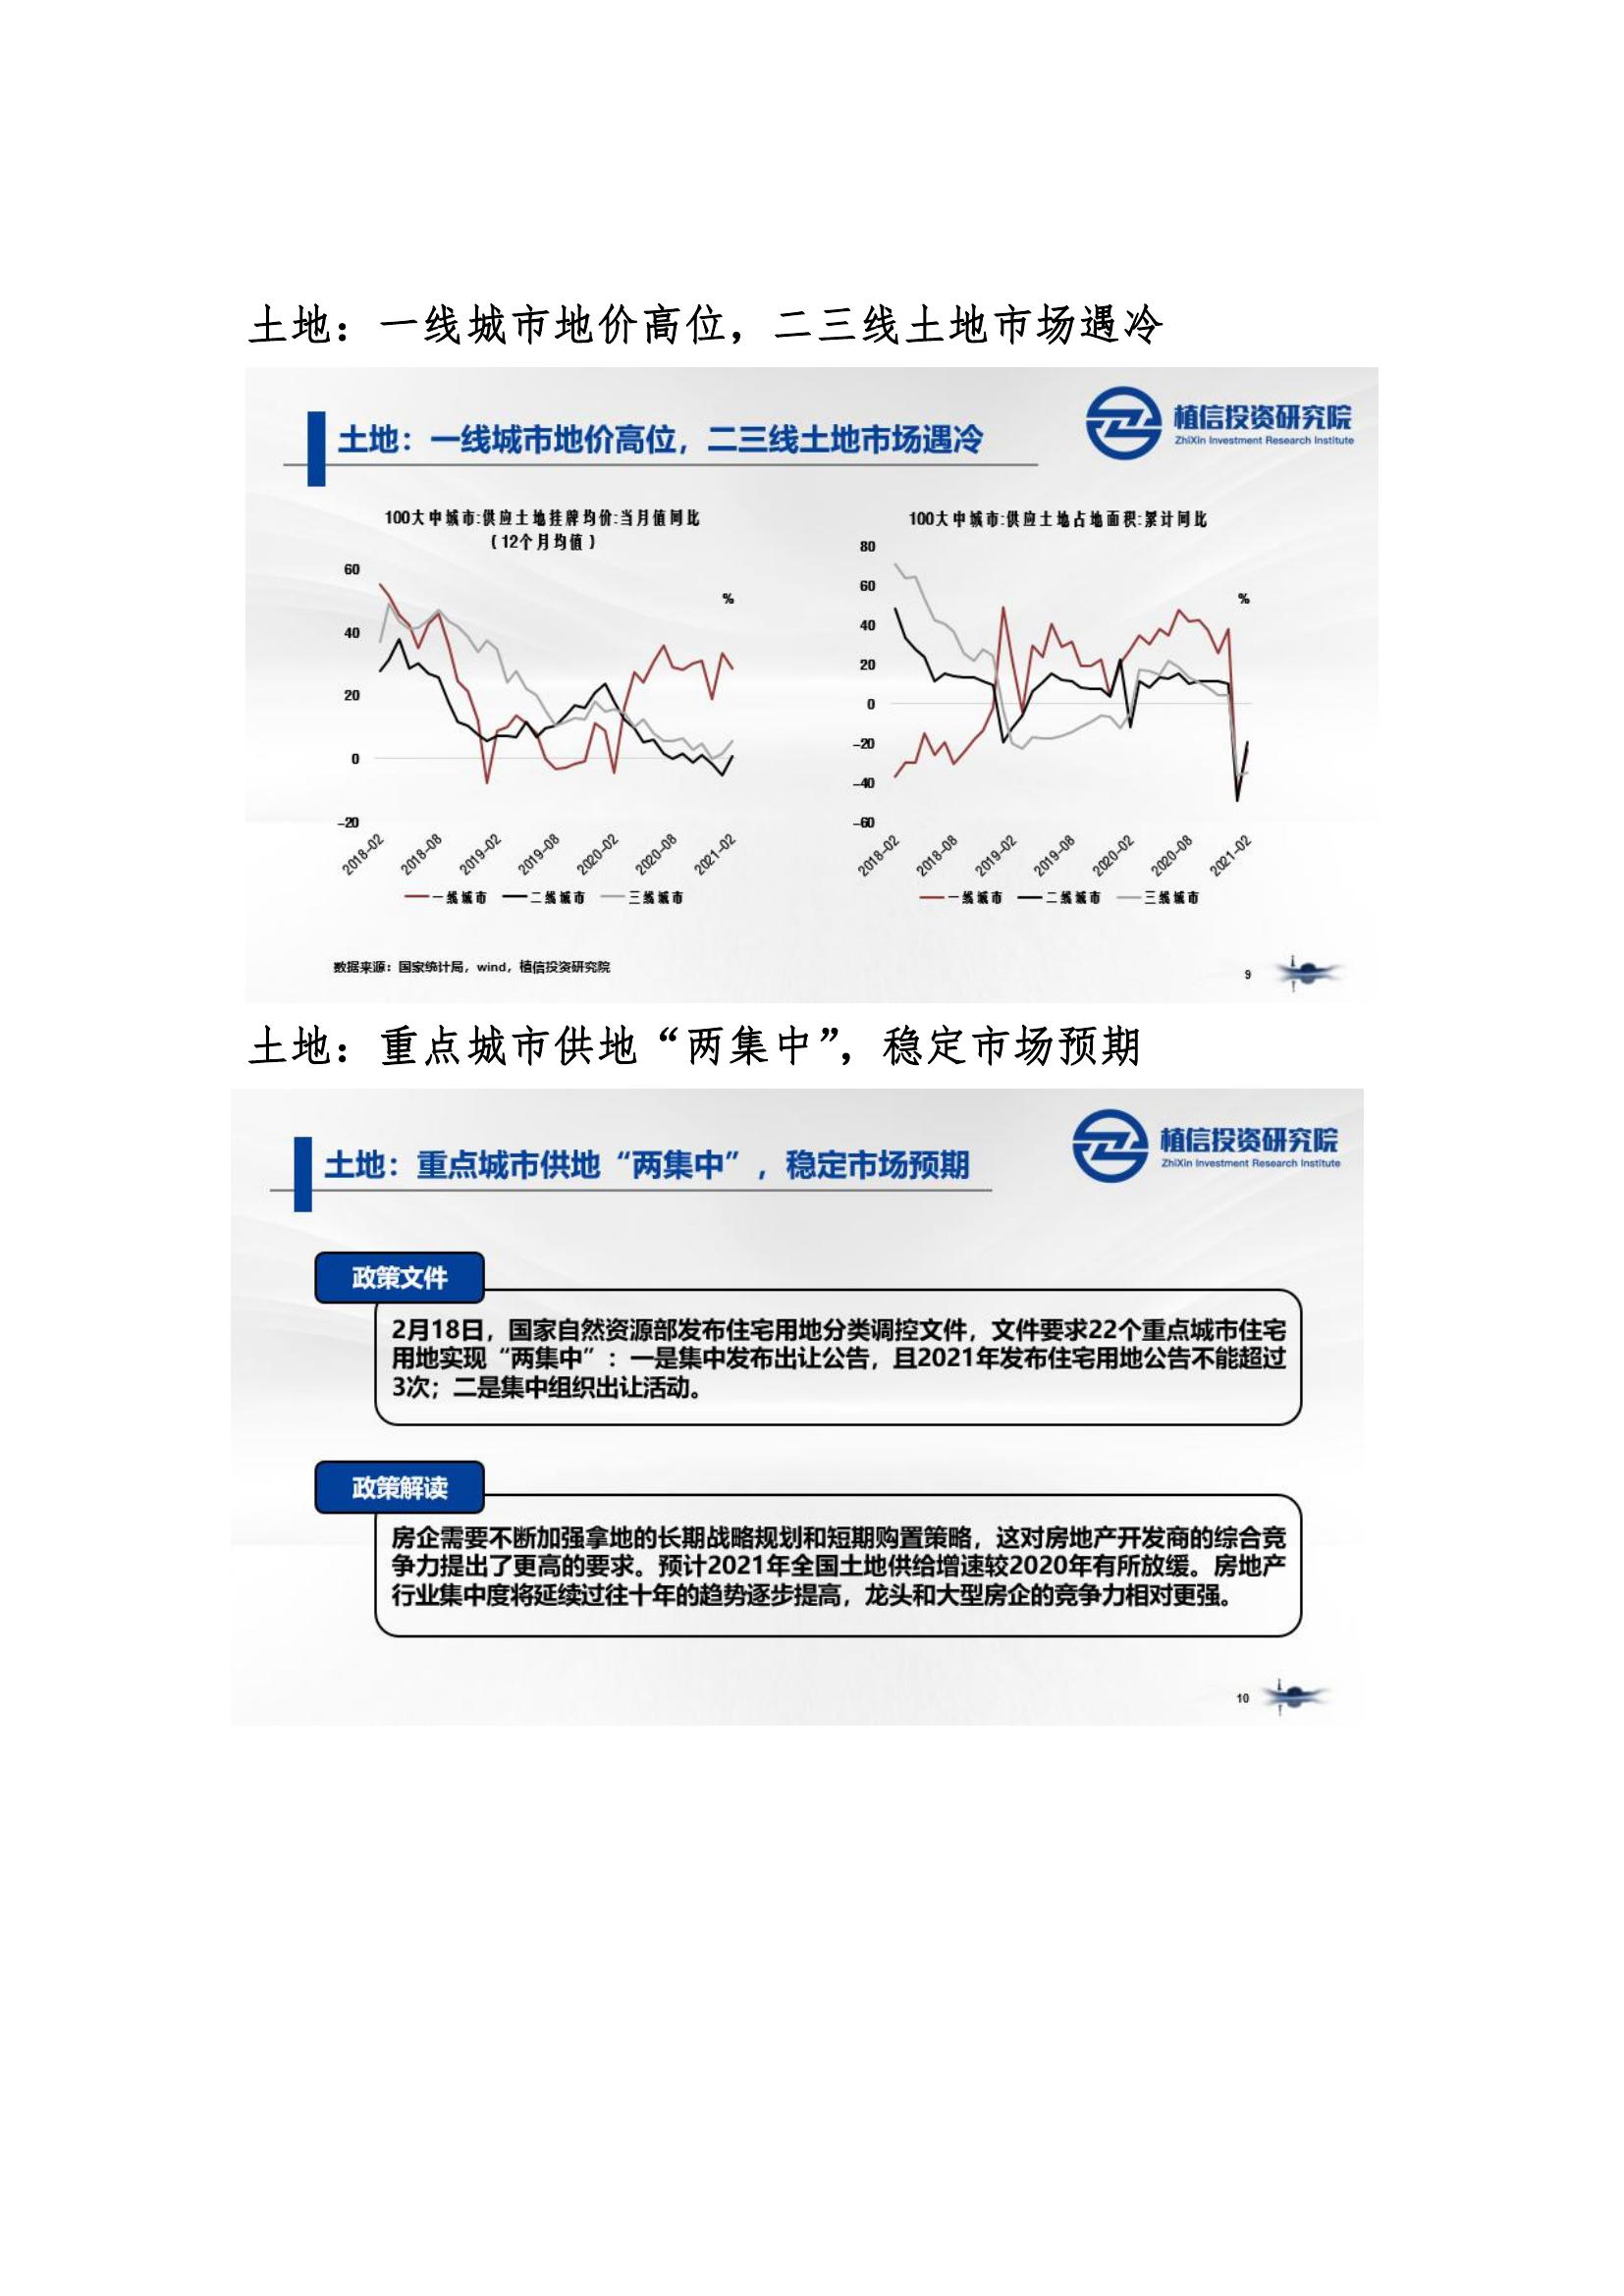 土地：一线城市地价高位，二三线土地市场遇冷
土地：一线城市地价高位，二三线土地市场遇冷
植信投资研究院
ZhiXin Investment Research Institute
100大中城市:供应土地挂牌均价:当月值同比
（12个月均值）
%
60
40
20
0
-20
2018-02
2018-08
2019-02
2019-08
2020-02
2020-08
2021-02
一线城市
二线城市
三线城市
100大中城市:供应土地占地面积:累计同比
%
80
60
40
20
0
-20
-40
-60
2018-02
2018-08
2019-02
2019-08
2020-02
2020-08
2021-02
一线城市
二线城市
三线城市
数据来源：国家统计局，wind，植信投资研究院
9
土地：重点城市供地“两集中”，稳定市场预期
土地：重点城市供地“两集中”，稳定市场预期
植信投资研究院
ZhiXin Investment Research Institute
政策文件
2月18日，国家自然资源部发布住宅用地分类调控文件，文件要求22个重点城市住宅
用地实现“两集中”：一是集中发布出让公告，且2021年发布住宅用地公告不能超过
3次；二是集中组织出让活动。
政策解读
房企需要不断加强拿地的长期战略规划和短期购置策略，这对房地产开发商的综合竞
争力提出了更高的要求。预计2021年全国土地供给增速较2020年有所放缓。房地产
行业集中度将延续过往十年的趋势逐步提高，龙头和大型房企的竞争力相对更强。
10